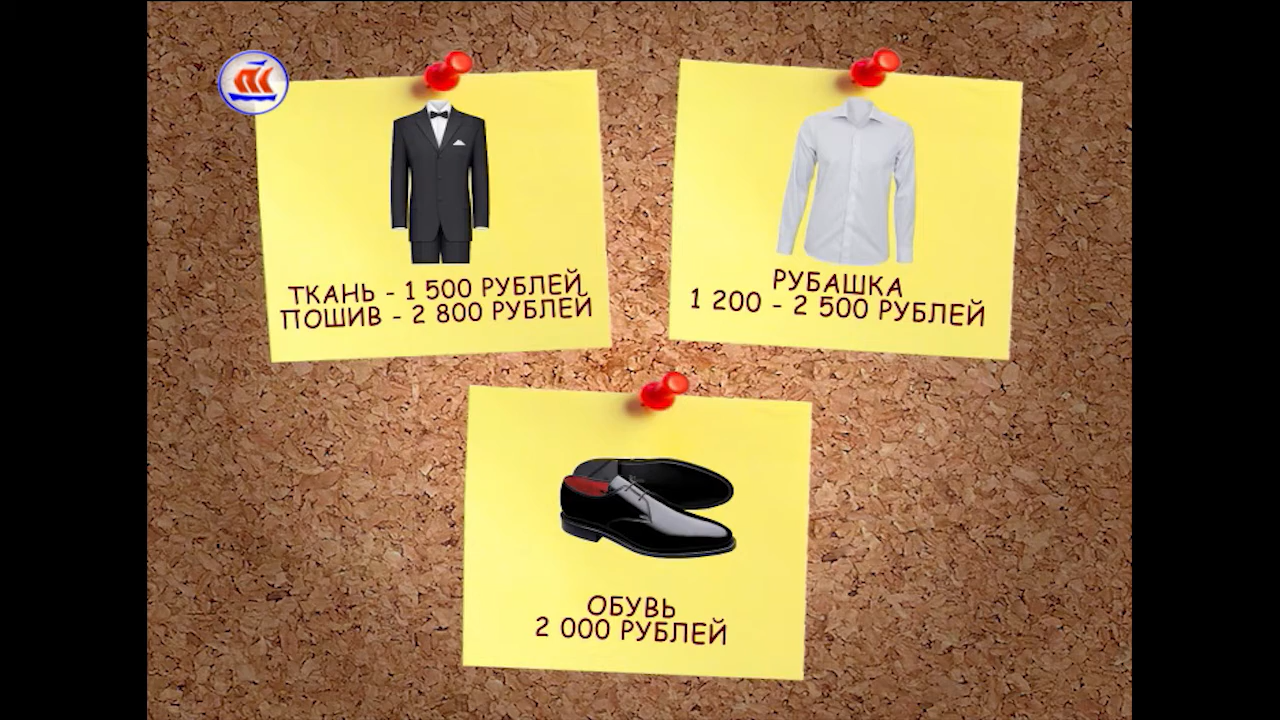 ТКАНЬ - 1 500 РУБЛЕЙ,
ПОШИВ - 2 800 РУБЛЕЙ
РУБАШКА
1 200 - 2 500 РУБЛЕЙ
ОБУВЬ
2 000 РУБЛЕЙ